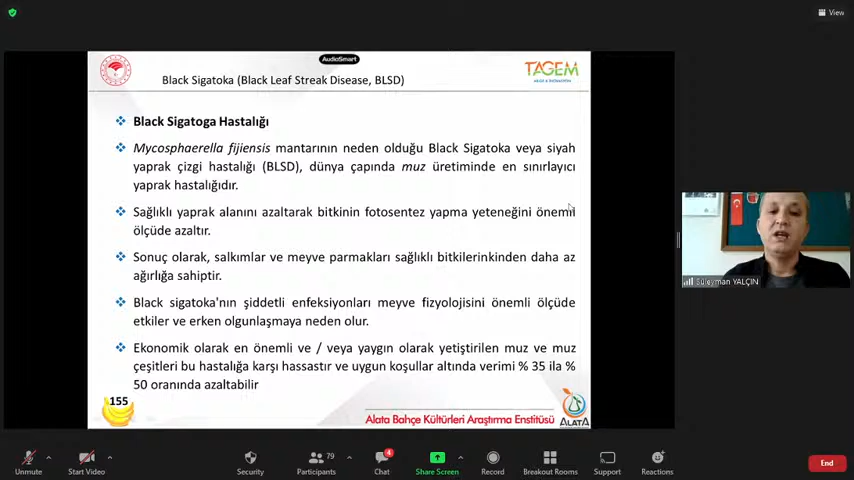 View
AudioSmart
Black Sigatoka (Black Leaf Streak Disease, BLSD)
TAGEM
Black Sigatoga Hastalığı
Mycosphaerella fijiensis mantarının neden olduğu Black Sigatoka veya siyah
yaprak çizgi hastalığı (BLSD), dünya çapında muz üretiminde en sınırlayıcı
yaprak hastalığıdır.
Sağlıklı yaprak alanını azaltarak bitkinin fotosentez yapma yeteneğini önemli
ölçüde azaltır.
Sonuç olarak, salkımlar ve meyve parmakları sağlıklı bitkilerinkinden daha az
ağırlığa sahiptir.
Black sigatoka'nın şiddetli enfeksiyonları meyve fizyolojisini önemli ölçüde
etkiler ve erken olgunlaşmaya neden olur.
Ekonomik olarak en önemli ve / veya yaygın olarak yetiştirilen muz ve muz
çeşitleri bu hastalığa karşı hassastır ve uygun koşullar altında verimi % 35 ila %
50 oranında azaltabilir
155
Alata Bahçe Kültürleri Araştırma Enstitüsü
ALATA
Süleyman YALÇIN
79
4
Unmute
Start Video
Security
Participants
Chat
Share Screen
Record
Breakout Rooms
Support
Reactions
End